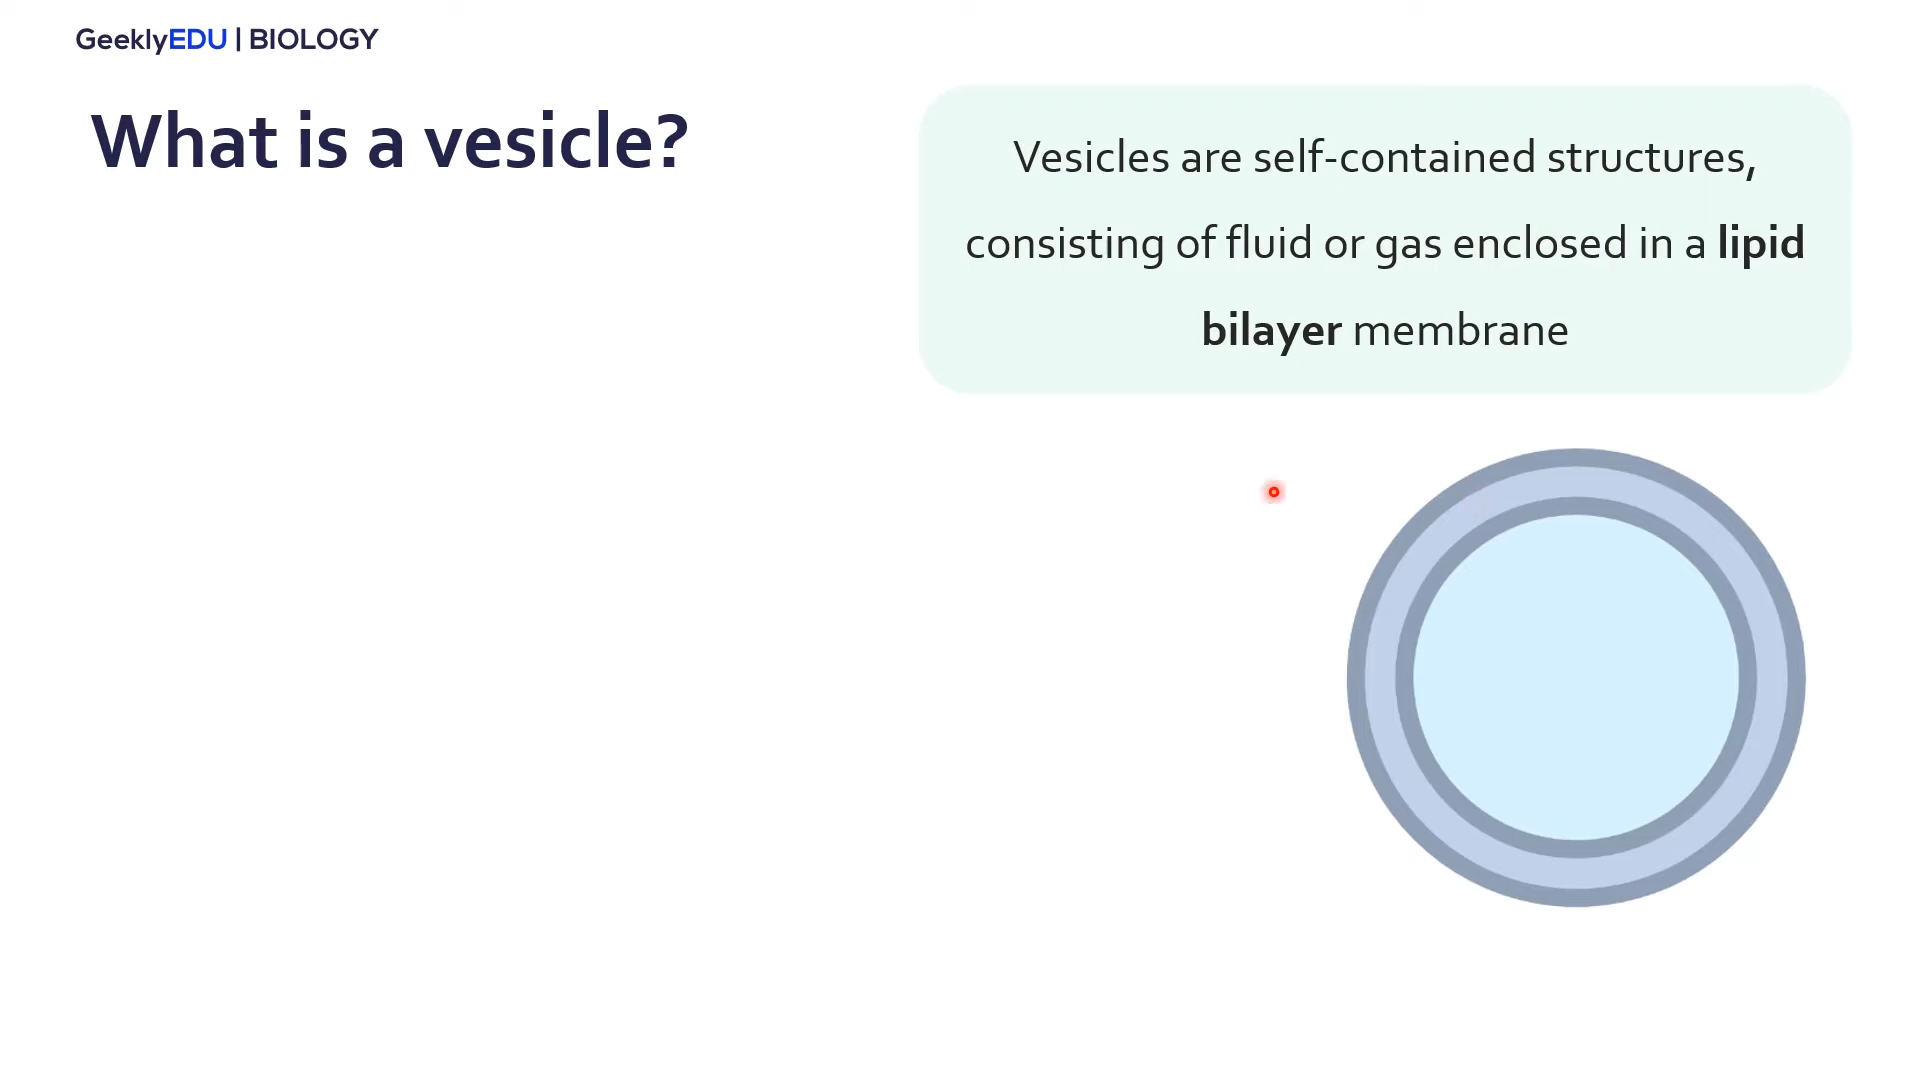 GeeklyEDU | BIOLOGY
What is a vesicle?
Vesicles are self-contained structures,
consisting of fluid or gas enclosed in a lipid
bilayer membrane